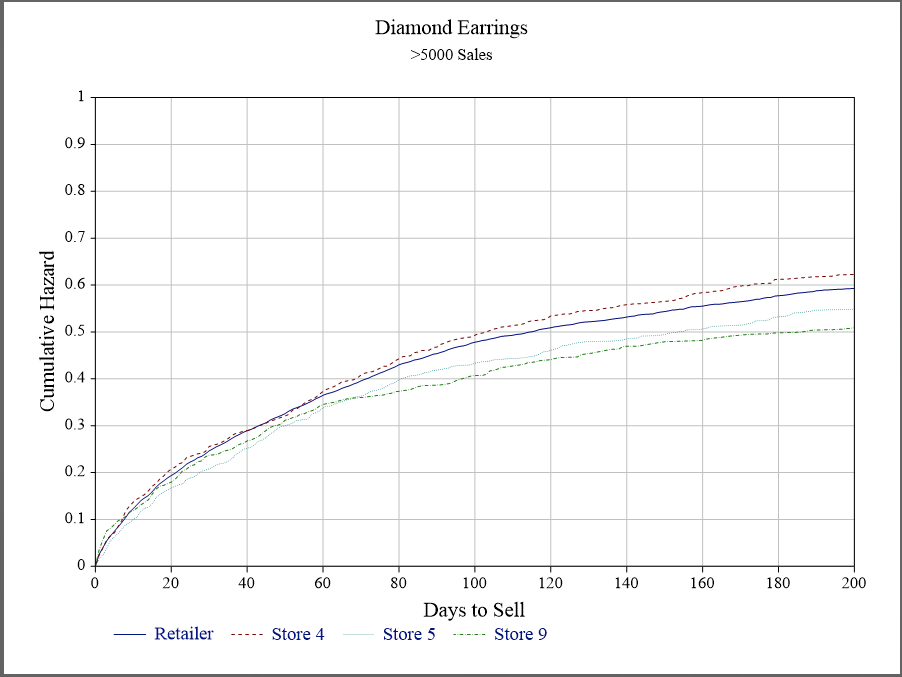 Diamond Earrings
>5000 Sales
1
0.9
0.8
0.7
0.6
0.5
0.4
0.3
0.2
0.1
0
Cumulative Hazard
0 20 40 60 80 100 120 140 160 180 200
Days to Sell
Retailer Store 4 Store 5 Store 9